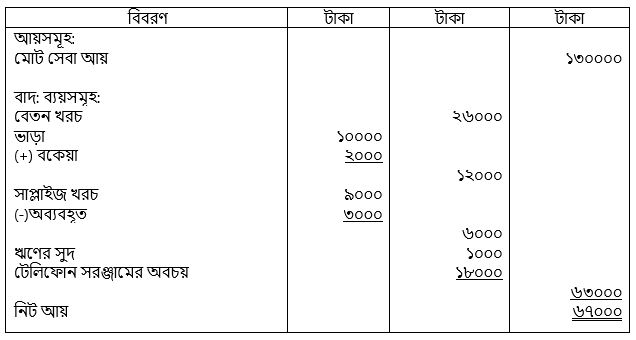 বিবরণ টাকা টাকা টাকা
আয়সমূহ:
মোট সেবা আয় ১৩০০০০
বাদ: ব্যয়সমূহ:
বেতন খরচ ২৬০০০
ভাড়া ১০০০০
(+) বকেয়া ২০০০
১২০০০
সাপ্লাইজ খরচ ৯০০০
(-)অব্যবহৃত ৩০০০
৬০০০
ঋণের সুদ ১০০০
টেলিফোন সরঞ্জামের অবচয় ১৮০০০
৬৩০০০
নিট আয় ৬৭০০০